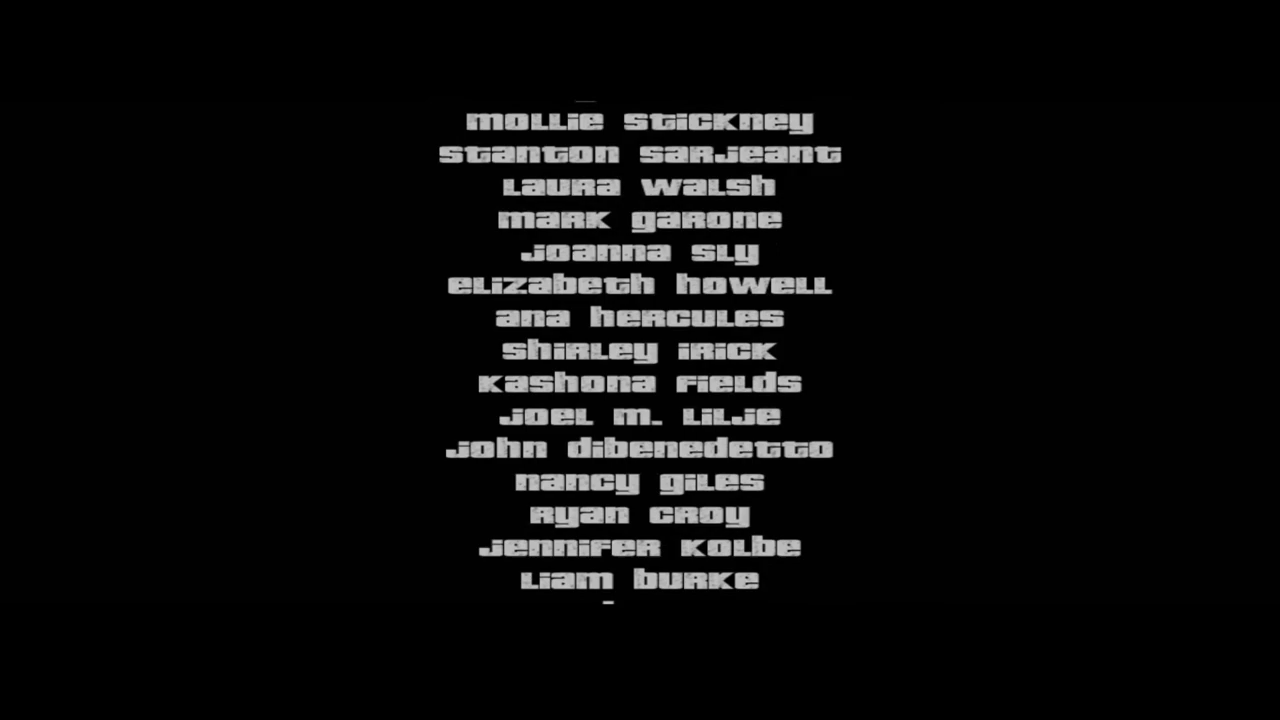 Mollie Stickney
Stanton Sarjeant
Laura Walsh
Mark Garone
Joanna Sly
Elizabeth Howell
Ana Hercules
Shirley Irick
Kashona Fields
Joel M. Lilje
John DiBenedetto
Nancy Giles
Ryan Croy
Jennifer Kolbe
Liam Burke